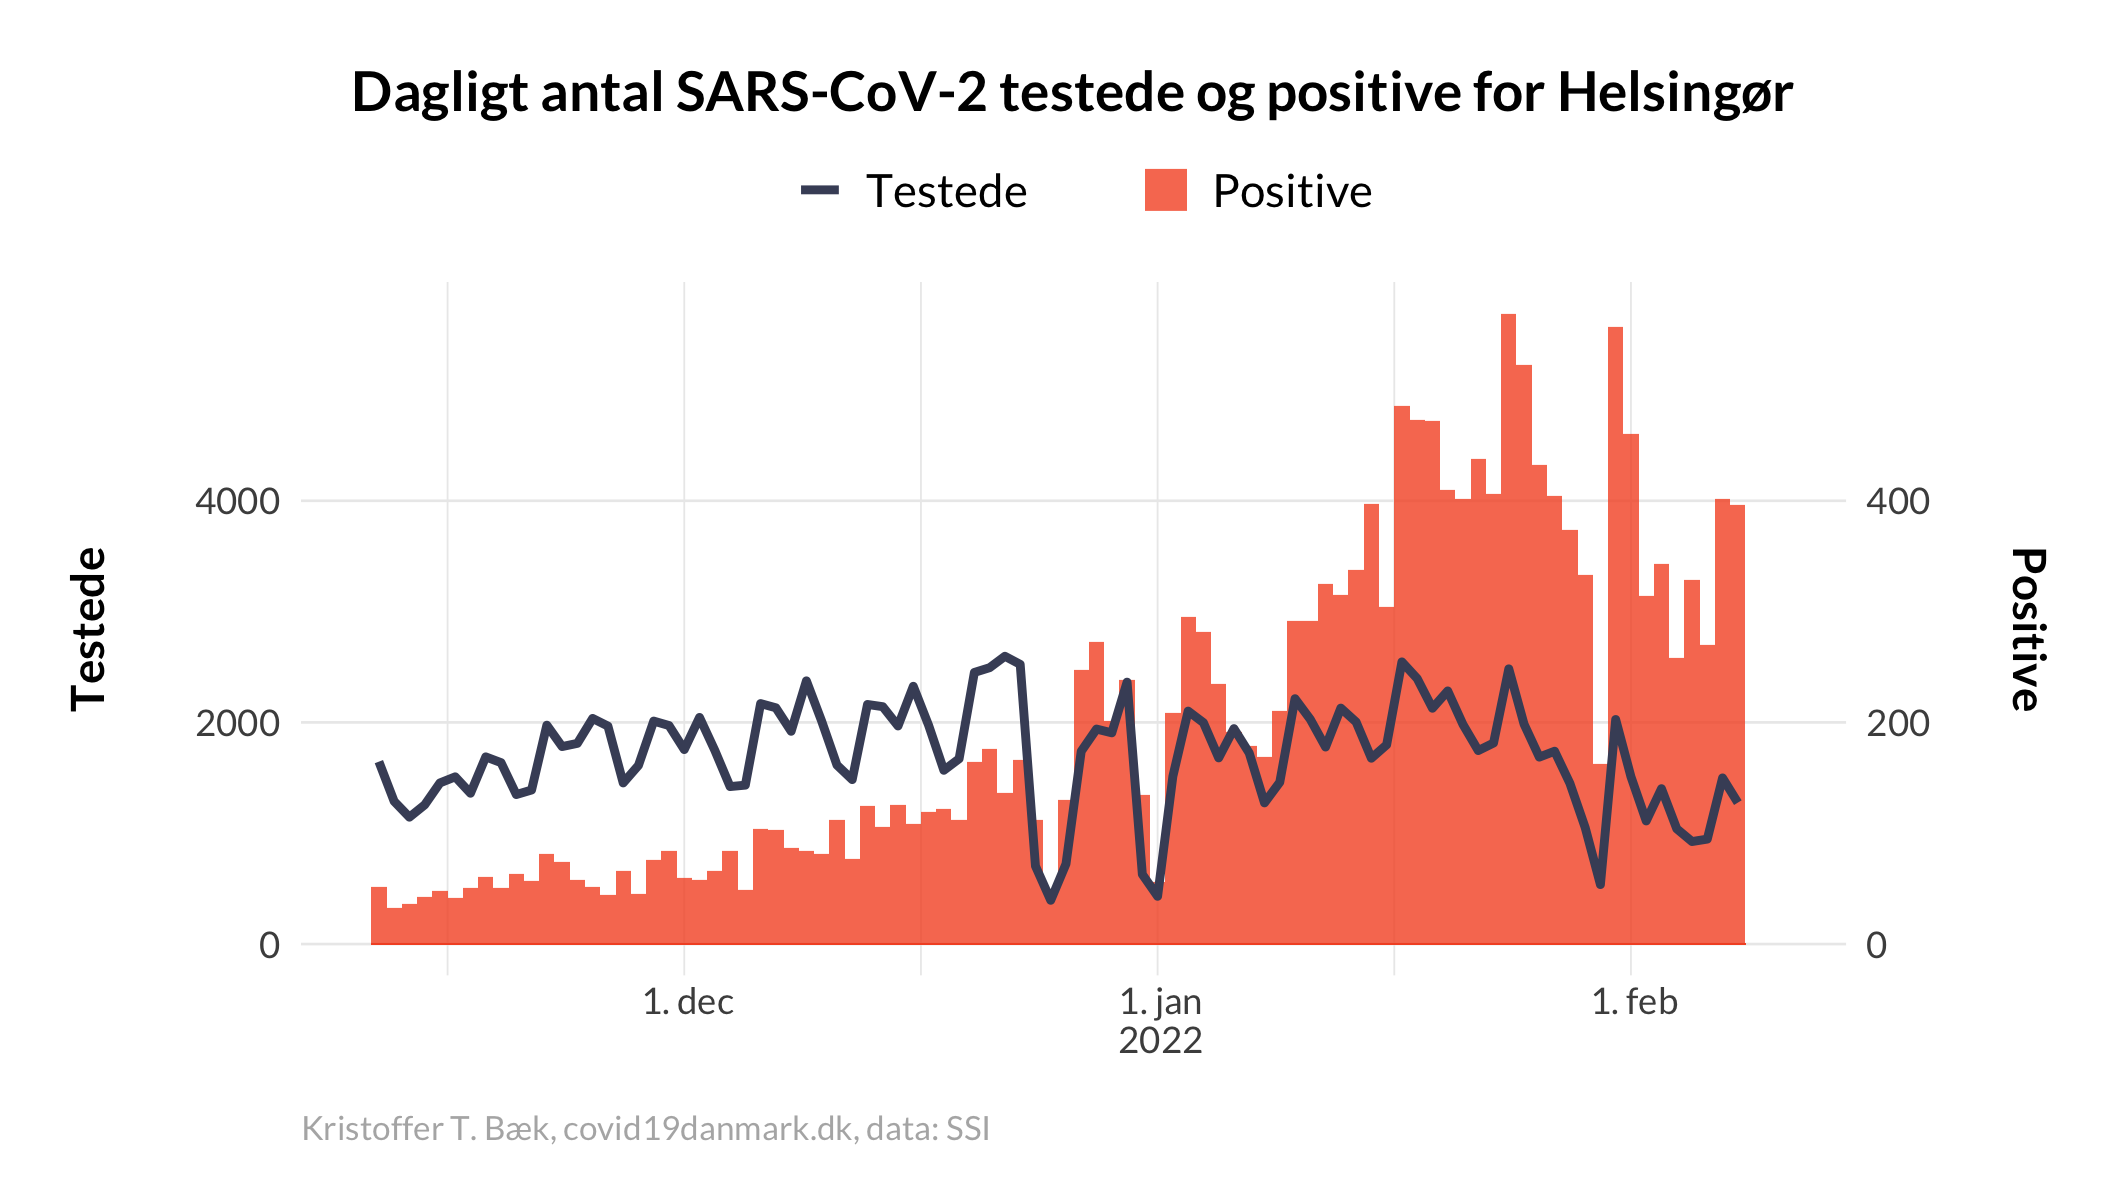 Dagligt antal SARS-CoV-2 testede og positive for Helsingør
Testede
Positive
4000
2000
0
Testede
400
200
0
Positive
1. dec
1. jan
2022
1. feb
Kristoffer T. Bæk, covid19danmark.dk, data: SSI